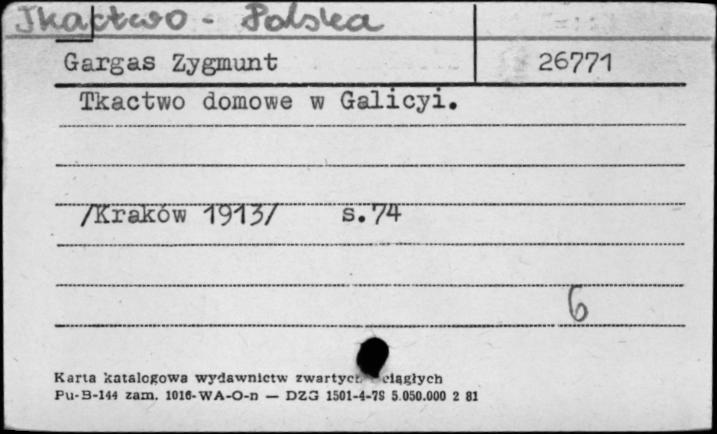 Tkactwo - Polska
Gargas Zygmunt 26771
Tkactwo domowe w Galicyi.
/Kraków 1913/ s.74
6
Karta katalogowa wydawnictw zwartych ciągłych
Pu-B-144 zam. 1016-WA-O-n — DZG 1501-4-78 5.050.000 2 81